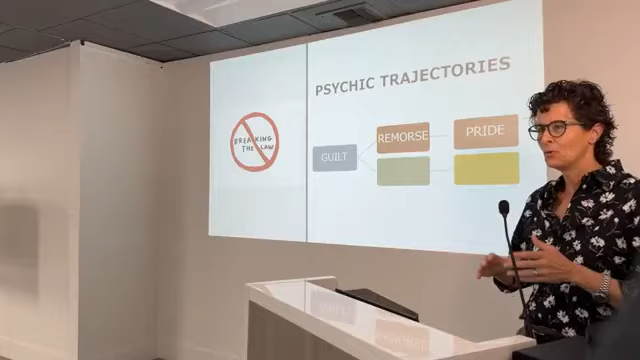 PSYCHIC TRAJECTORIES
BREAKING
THE LAW
GUILT
REMORSE
PRIDE